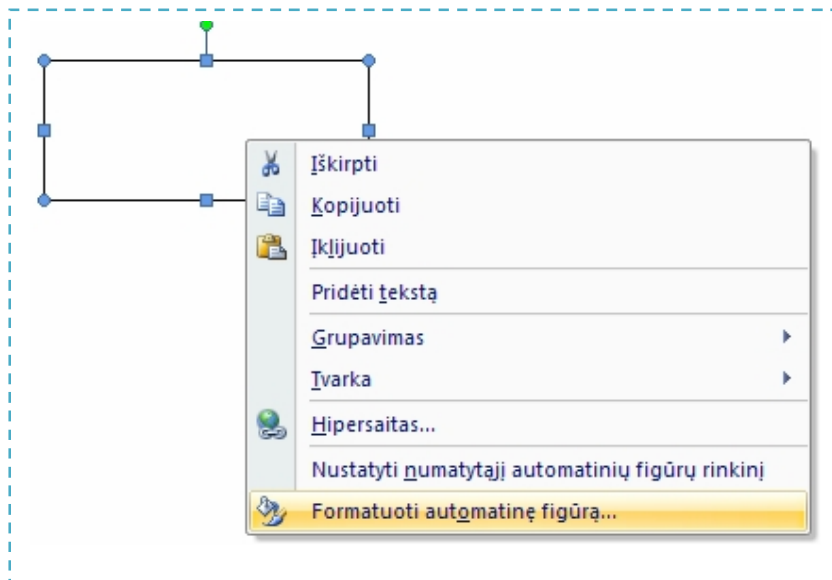 Iškirpti
Kopijuoti
Įklijuoti
Pridėti tekstą
Grupavimas
Tvarka
Hipersaitas...
Nustatyti numatytąjį automatinių figūrų rinkinį
Formatuoti automatinę figūrą...